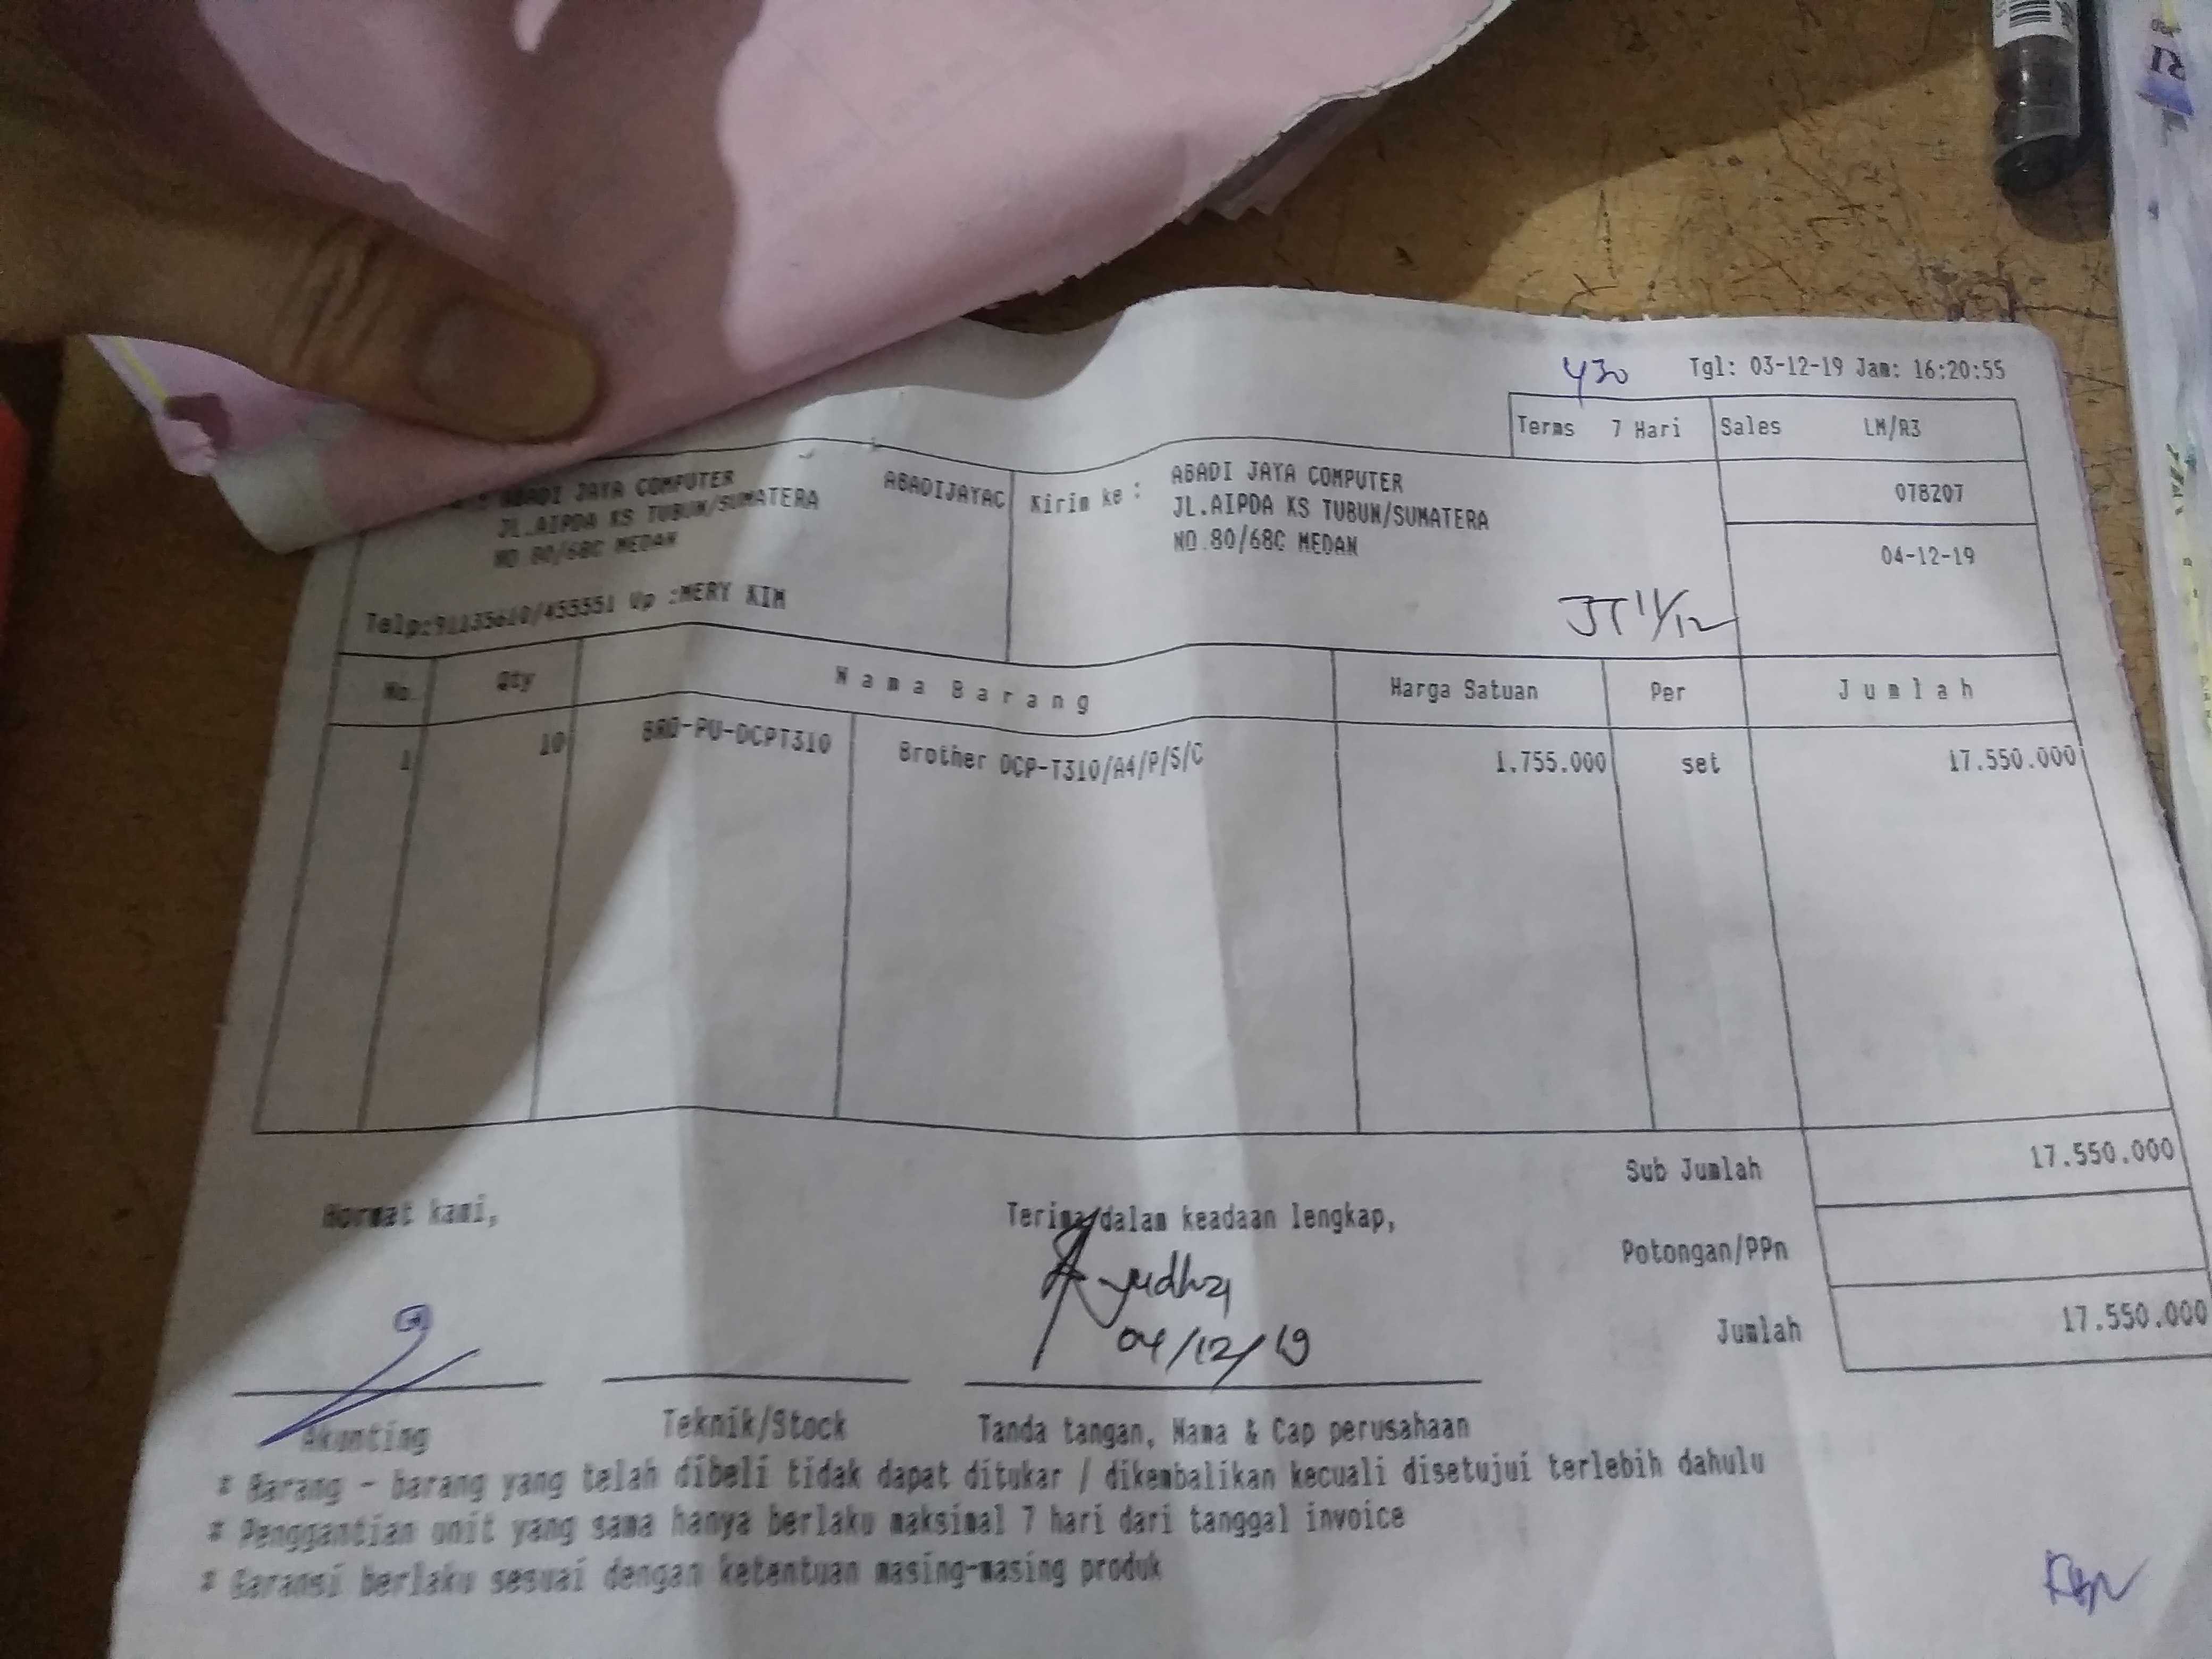 430 Tgl: 03-12-19 Jam: 16:20:55
Terms 7 Hari Sales LM/R3
ABADI JAYA COMPUTER ABADIJAYAC Kirim ke : ABADI JAYA COMPUTER 078207
JL.AIPDA KS TUBUN/SUMATERA JL.AIPDA KS TUBUN/SUMATERA
NO.80/68C MEDAN NO.80/68C MEDAN 04-12-19
Telp:91135610/455551 Up :MERY KIM JT 11/12
No. Qty Nama Barang Harga Satuan Per Jumlah
1 10 BRO-PU-DCPT310 Brother DCP-T310/A4/P/S/C 1.755.000 set 17.550.000
Sub Jumlah 17.550.000
Hormat kami, Terima dalam keadaan lengkap,
Potongan/PPn
Ayudha
04/12/19
Jumlah 17.550.000
Akunting Teknik/Stock Tanda tangan, Nama & Cap perusahaan
* Barang - barang yang telah dibeli tidak dapat ditukar / dikembalikan kecuali disetujui terlebih dahulu
* Penggantian unit yang sama hanya berlaku maksimal 7 hari dari tanggal invoice
* Garansi berlaku sesuai dengan ketentuan masing-masing produk